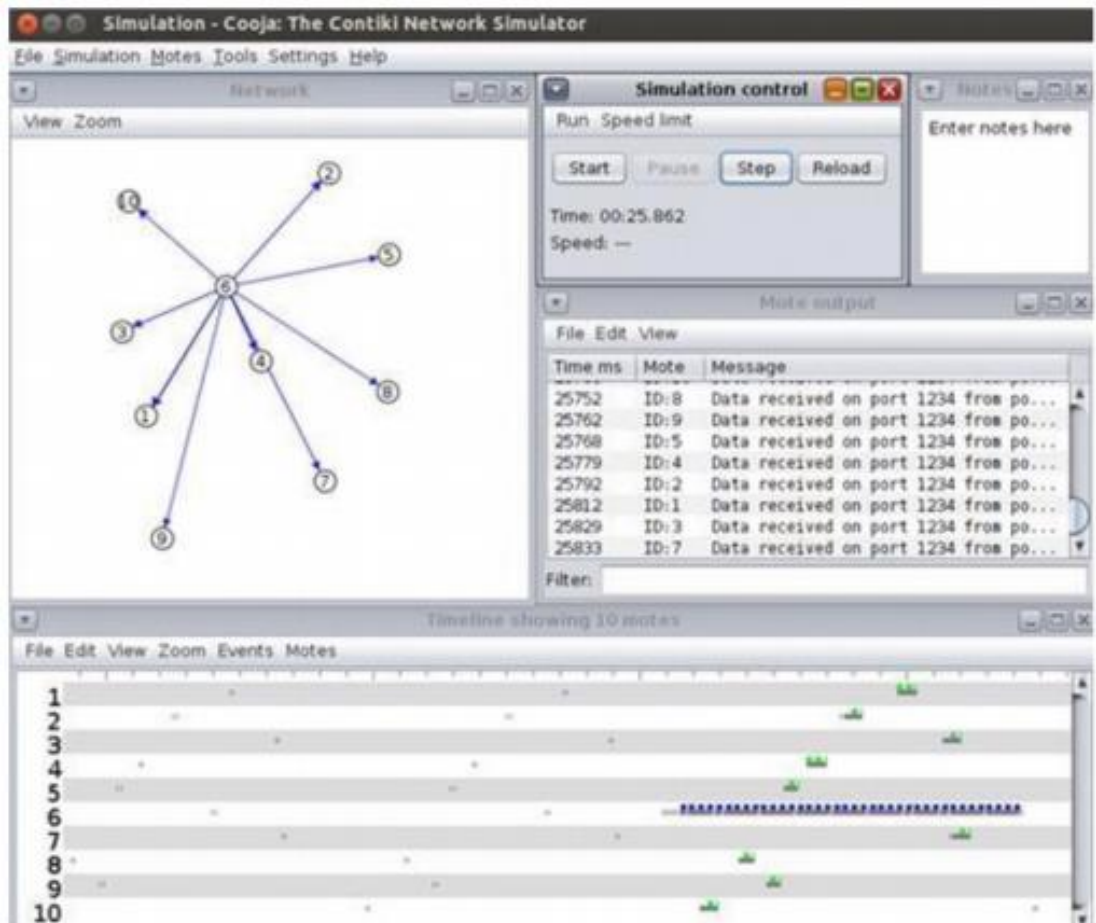 Simulation - Cooja: The Contiki Network Simulator
File Simulation Motes Tools Settings Help
Network
View Zoom
10
2
5
6
3
4
8
1
7
9
Simulation control
Run Speed limit
Start Pause Step Reload
Time: 00:25.862
Speed: ---
Notes
Enter notes here
Mote output
File Edit View
Time ms Mote Message
25752 ID:8 Data received on port 1234 from po...
25762 ID:9 Data received on port 1234 from po...
25768 ID:5 Data received on port 1234 from po...
25779 ID:4 Data received on port 1234 from po...
25792 ID:2 Data received on port 1234 from po...
25812 ID:1 Data received on port 1234 from po...
25829 ID:3 Data received on port 1234 from po...
25833 ID:7 Data received on port 1234 from po...
Filter:
Timeline showing 10 motes
File Edit View Zoom Events Motes
1
2
3
4
5
6
7
8
9
10